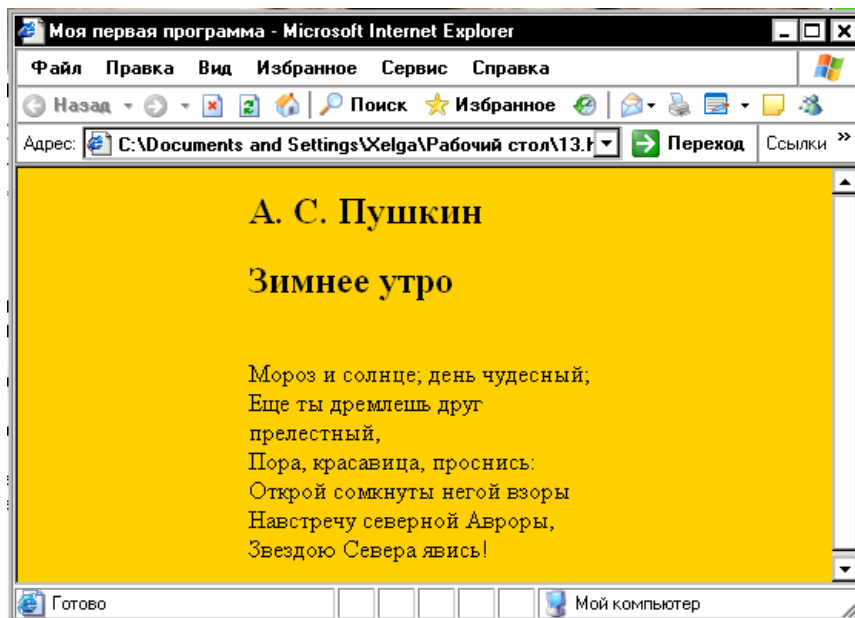 Моя первая программа - Microsoft Internet Explorer
Файл Правка Вид Избранное Сервис Справка
Назад Поиск Избранное
Адрес: C:\Documents and Settings\Xelga\Рабочий стол\13. Переход Ссылки »
А. С. Пушкин
Зимнее утро
Мороз и солнце; день чудесный;
Еще ты дремлешь друг
прелестный,
Пора, красавица, проснись:
Открой сомкнуты негой взоры
Навстречу северной Авроры,
Звездою Севера явись!
Готово Мой компьютер